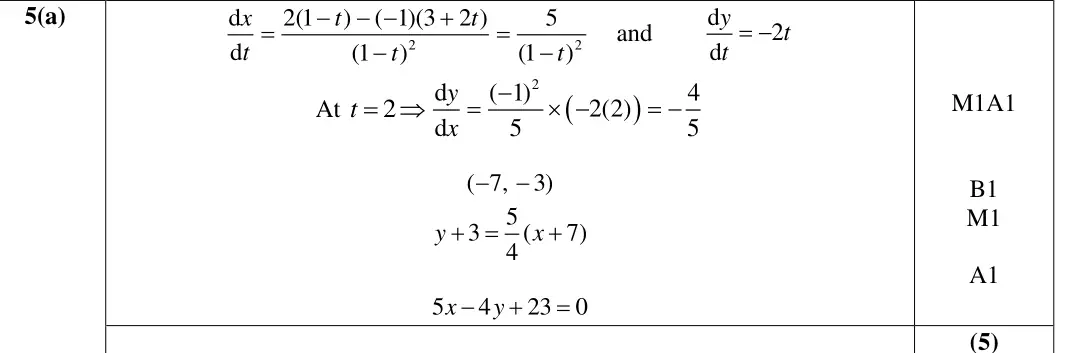 5(a)
dx/dt = (2(1 − t) − (−1)(3 + 2t))/(1 − t)² = 5/(1 − t)² and dy/dt = −2t
At t = 2 ⇒ dy/dx = (−1)²/5 × (−2(2)) = −4/5 M1A1
(−7, −3) B1
y + 3 = 5/4 (x + 7) M1
A1
5x − 4y + 23 = 0
(5)